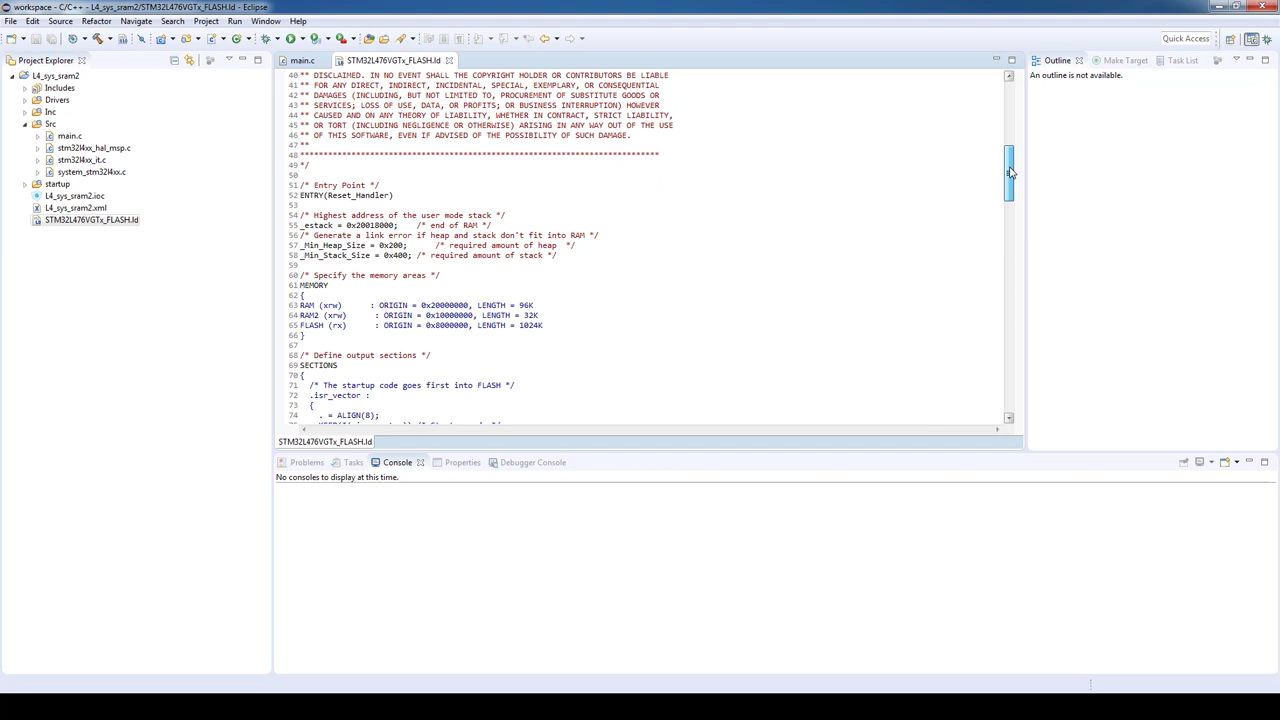 workspace - C/C++ - L4_sys_sram2/STM32L476VGTx_FLASH.ld - Eclipse
File Edit Source Refactor Navigate Search Project Run Window Help
Quick Access
Project Explorer
L4_sys_sram2
Includes
Drivers
Inc
Src
main.c
stm32l4xx_hal_msp.c
stm32l4xx_it.c
system_stm32l4xx.c
startup
L4_sys_sram2.ioc
L4_sys_sram2.xml
STM32L476VGTx_FLASH.ld
main.c STM32L476VGTx_FLASH.ld
40 ** DISCLAIMED. IN NO EVENT SHALL THE COPYRIGHT HOLDER OR CONTRIBUTORS BE LIABLE
41 ** FOR ANY DIRECT, INDIRECT, INCIDENTAL, SPECIAL, EXEMPLARY, OR CONSEQUENTIAL
42 ** DAMAGES (INCLUDING, BUT NOT LIMITED TO, PROCUREMENT OF SUBSTITUTE GOODS OR
43 ** SERVICES; LOSS OF USE, DATA, OR PROFITS; OR BUSINESS INTERRUPTION) HOWEVER
44 ** CAUSED AND ON ANY THEORY OF LIABILITY, WHETHER IN CONTRACT, STRICT LIABILITY,
45 ** OR TORT (INCLUDING NEGLIGENCE OR OTHERWISE) ARISING IN ANY WAY OUT OF THE USE
46 ** OF THIS SOFTWARE, EVEN IF ADVISED OF THE POSSIBILITY OF SUCH DAMAGE.
47 **
48 *****************************************************************************
49 */
50
51 /* Entry Point */
52 ENTRY(Reset_Handler)
53
54 /* Highest address of the user mode stack */
55 _estack = 0x20018000; /* end of RAM */
56 /* Generate a link error if heap and stack don't fit into RAM */
57 _Min_Heap_Size = 0x200; /* required amount of heap */
58 _Min_Stack_Size = 0x400; /* required amount of stack */
59
60 /* Specify the memory areas */
61 MEMORY
62 {
63 RAM (xrw) : ORIGIN = 0x20000000, LENGTH = 96K
64 RAM2 (xrw) : ORIGIN = 0x10000000, LENGTH = 32K
65 FLASH (rx) : ORIGIN = 0x8000000, LENGTH = 1024K
66 }
67
68 /* Define output sections */
69 SECTIONS
70 {
71 /* The startup code goes first into FLASH */
72 .isr_vector :
73 {
74 . = ALIGN(8);
STM32L476VGTx_FLASH.ld
Outline Make Target Task List
An outline is not available.
Problems Tasks Console Properties Debugger Console
No consoles to display at this time.